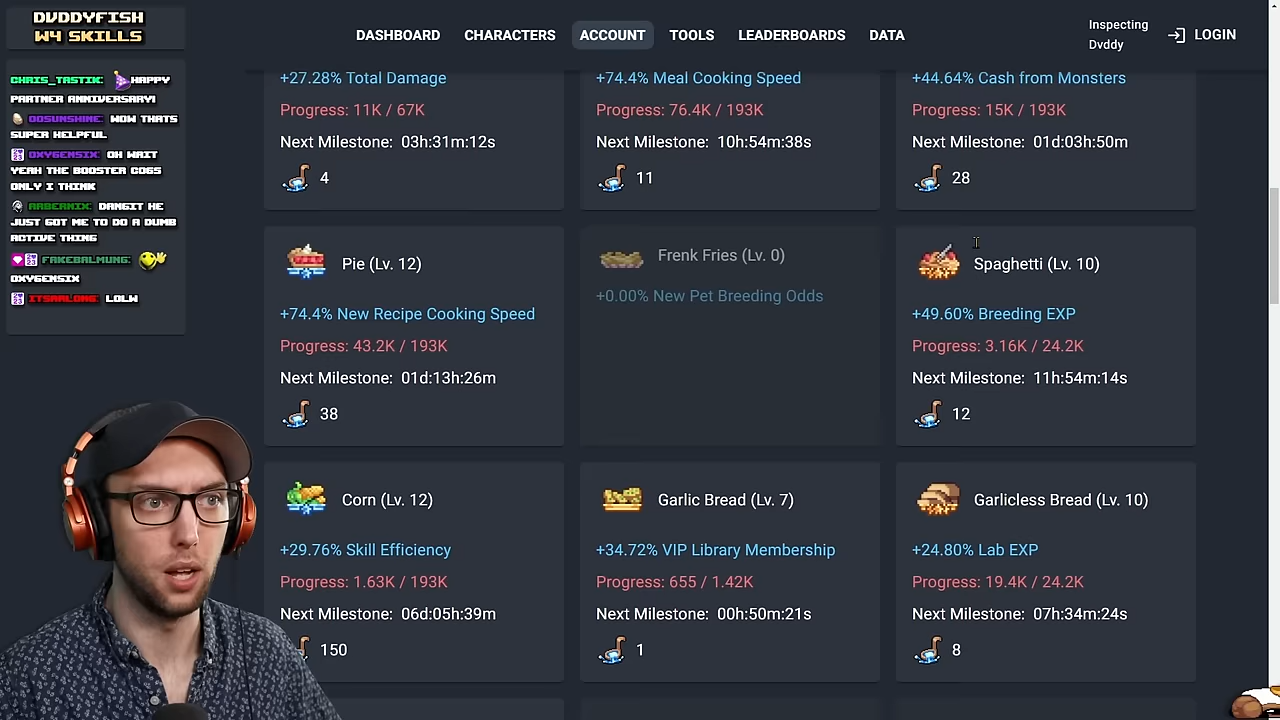 DVDDYFISH
W4 SKILLS
DASHBOARD
CHARACTERS
ACCOUNT
TOOLS
LEADERBOARDS
DATA
Inspecting
Dvddy
LOGIN
CHRIS_TASTIK: HAPPY
PARTNER ANNIVERSARY!
OOSUNSHINE: WOW THATS
SUPER HELPFUL
OXYGENSIX: OH WAIT
YEAH THE BOOSTER COGS
ONLY I THINK
ARBERNIX: DANGIT HE
JUST GOT ME TO DO A DUMB
ACTIVE THING
FAKEBALMUNG:
OXYGENSIX
ITSARLONG: LOLW
+27.28% Total Damage
Progress: 11K / 67K
Next Milestone: 03h:31m:12s
4
+74.4% Meal Cooking Speed
Progress: 76.4K / 193K
Next Milestone: 10h:54m:38s
11
+44.64% Cash from Monsters
Progress: 15K / 193K
Next Milestone: 01d:03h:50m
28
Pie (Lv. 12)
+74.4% New Recipe Cooking Speed
Progress: 43.2K / 193K
Next Milestone: 01d:13h:26m
38
Frenk Fries (Lv. 0)
+0.00% New Pet Breeding Odds
Spaghetti (Lv. 10)
+49.60% Breeding EXP
Progress: 3.16K / 24.2K
Next Milestone: 11h:54m:14s
12
Corn (Lv. 12)
+29.76% Skill Efficiency
Progress: 1.63K / 193K
Next Milestone: 06d:05h:39m
150
Garlic Bread (Lv. 7)
+34.72% VIP Library Membership
Progress: 655 / 1.42K
Next Milestone: 00h:50m:21s
1
Garlicless Bread (Lv. 10)
+24.80% Lab EXP
Progress: 19.4K / 24.2K
Next Milestone: 07h:34m:24s
8